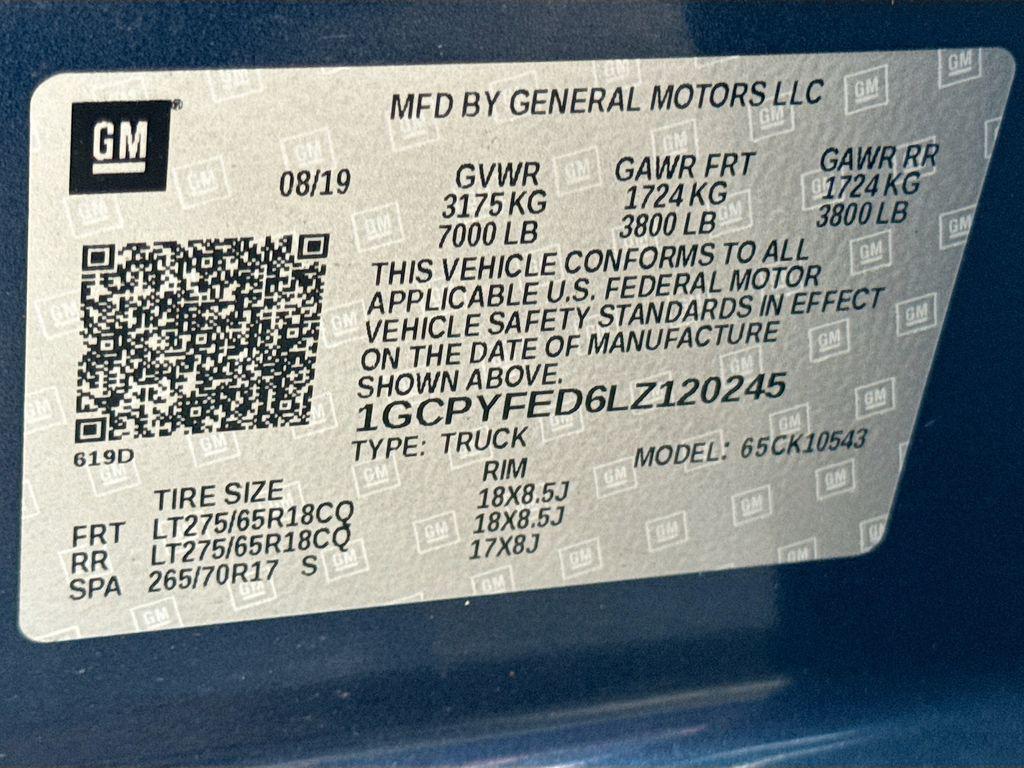 GM®
MFD BY GENERAL MOTORS LLC
08/19
GVWR GAWR FRT GAWR RR
3175 KG 1724 KG 1724 KG
7000 LB 3800 LB 3800 LB
THIS VEHICLE CONFORMS TO ALL
APPLICABLE U.S. FEDERAL MOTOR
VEHICLE SAFETY STANDARDS IN EFFECT
ON THE DATE OF MANUFACTURE
SHOWN ABOVE.
1GCPYFED6LZ120245
TYPE: TRUCK MODEL: 65CK10543
619D
TIRE SIZE RIM
FRT LT275/65R18CQ 18X8.5J
RR LT275/65R18CQ 18X8.5J
SPA 265/70R17 S 17X8J